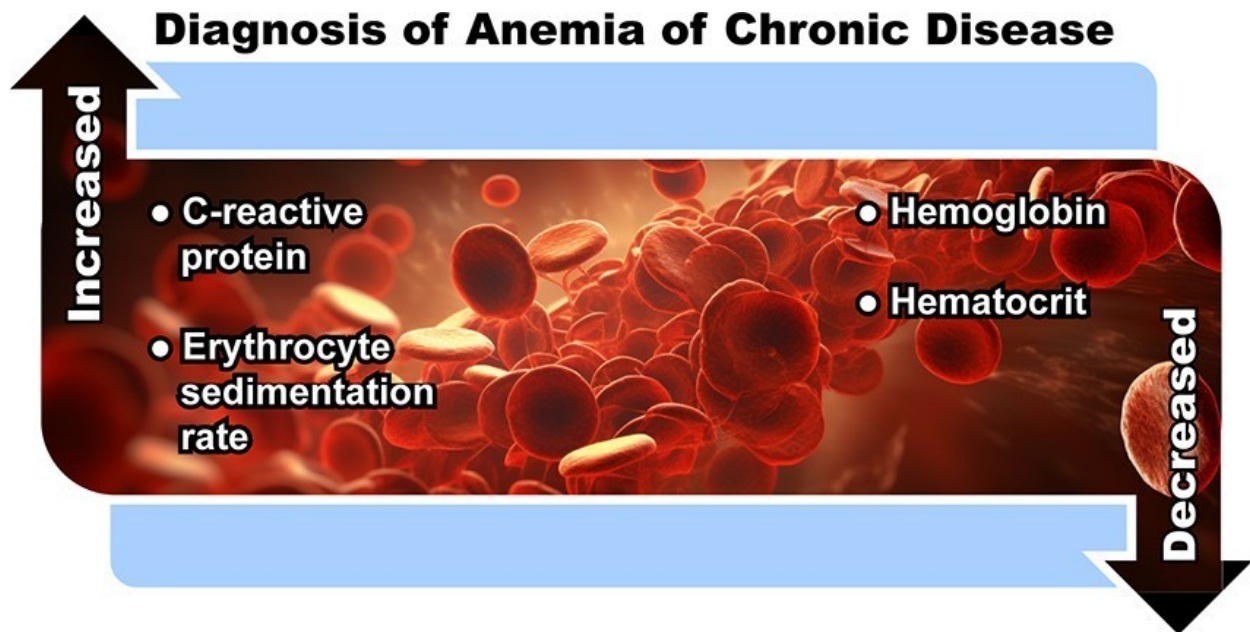 Diagnosis of Anemia of Chronic Disease
Increased
• C-reactive
protein
• Erythrocyte
sedimentation
rate
• Hemoglobin
• Hematocrit
Decreased